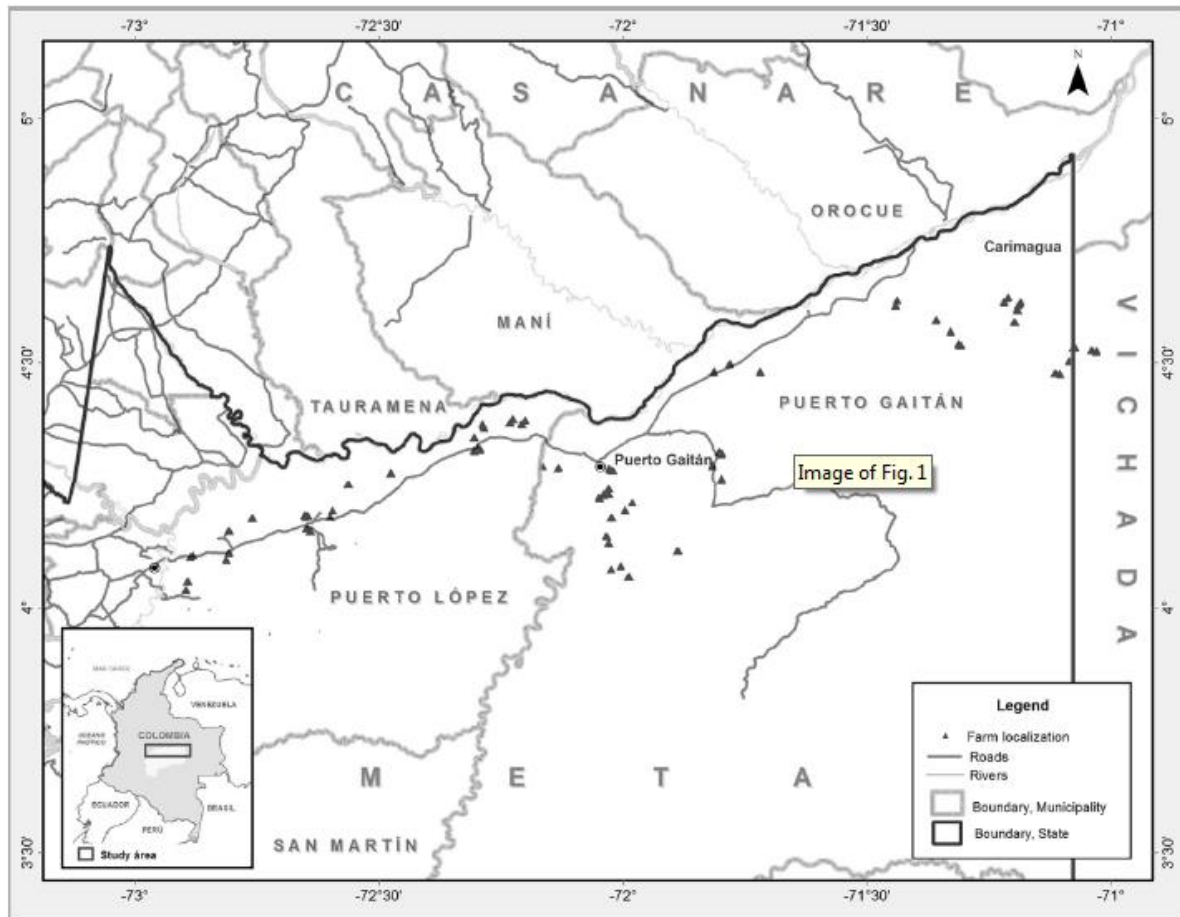 -73°
-72°30'
-72°
-71°30'
-71°
N
C A S A N A R E
5°
5°
OROCUE
Carimagua
MANÍ
V I C H A D A
4°30'
4°30'
TAURAMENA
PUERTO GAITÁN
Puerto Gaitán
Image of Fig. 1
PUERTO LÓPEZ
4°
4°
VENEZUELA
COLOMBIA
OCEANO
PACIFICO
ECUADOR
BRASIL
PERÚ
Study área
M E T A
SAN MARTÍN
Legend
Farm localization
Roads
Rivers
Boundary, Municipality
Boundary, State
3°30'
3°30'
-73°
-72°30'
-72°
-71°30'
-71°